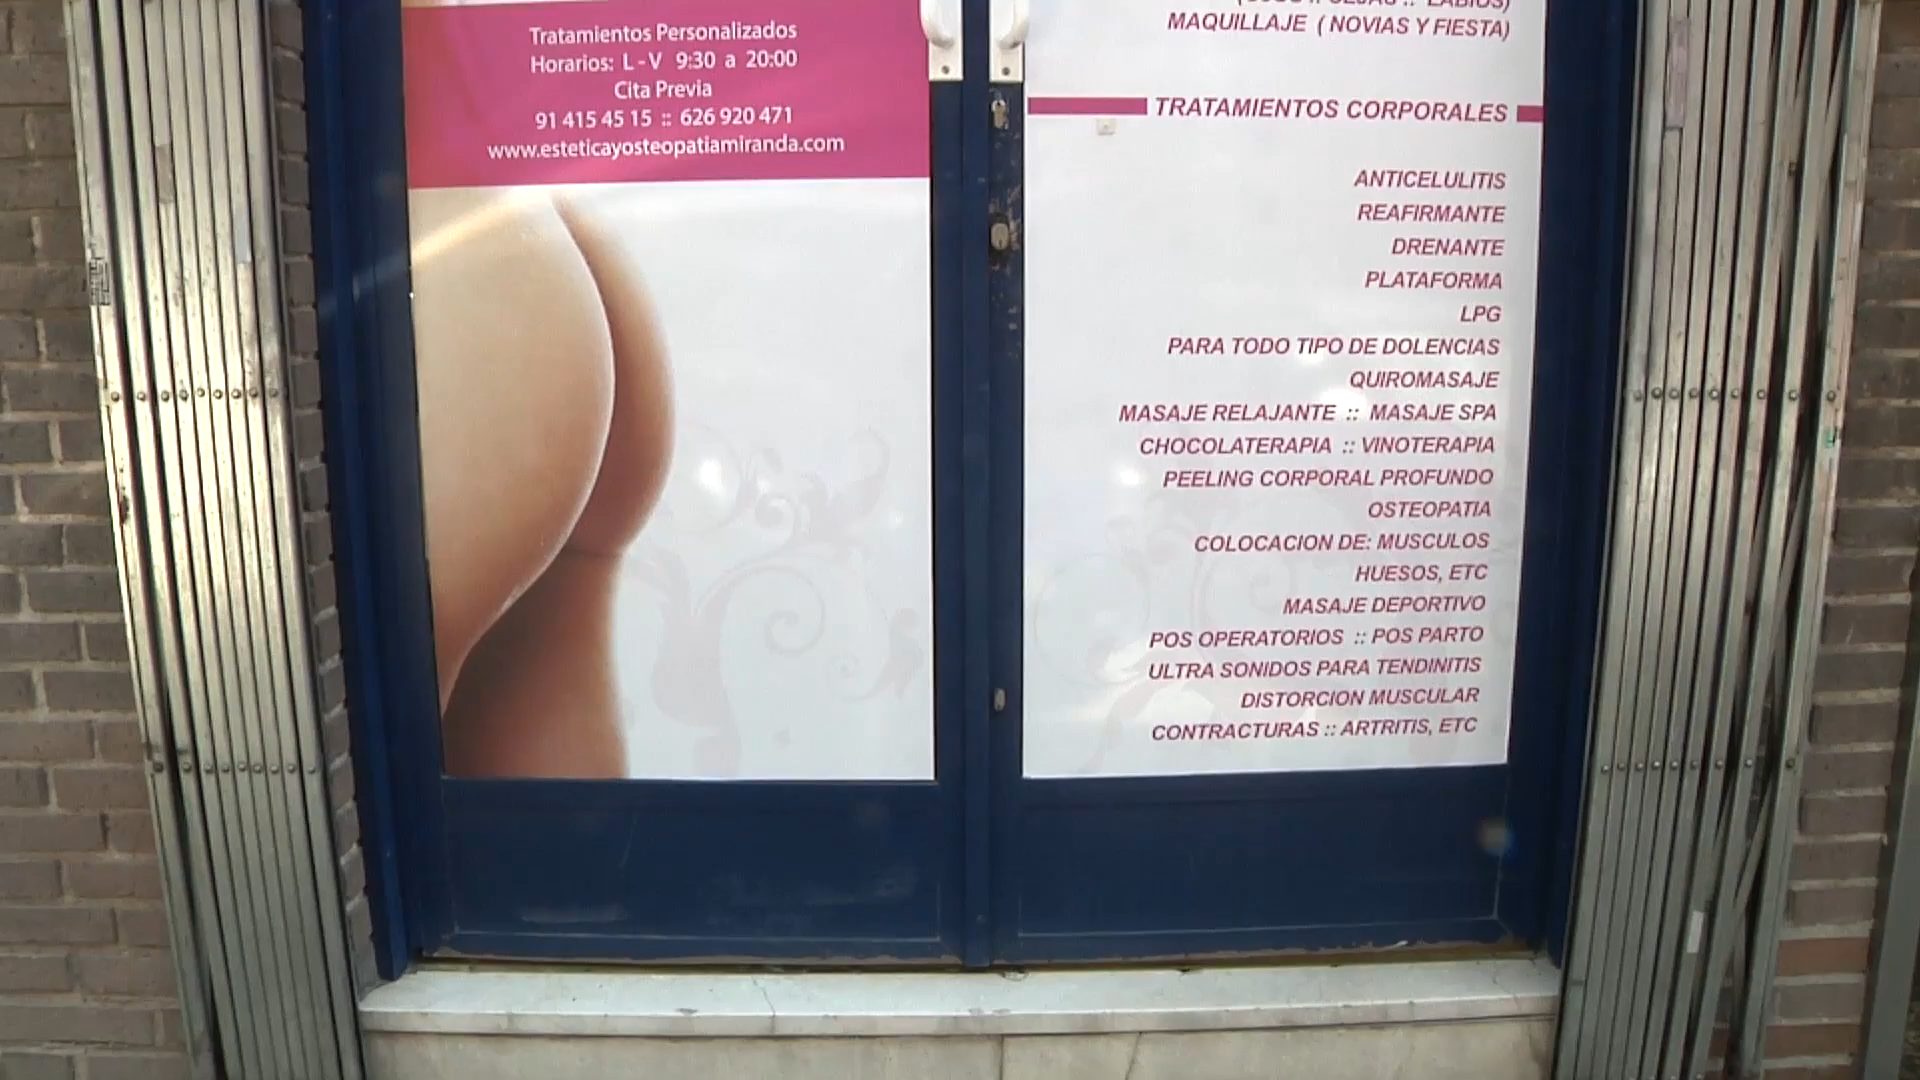 Tratamientos Personalizados
Horarios: L - V 9:30 a 20:00
Cita Previa
91 415 45 15 :: 626 920 471
www.esteticayosteopatiamiranda.com
LABIOS)
MAQUILLAJE ( NOVIAS Y FIESTA)
TRATAMIENTOS CORPORALES
ANTICELULITIS
REAFIRMANTE
DRENANTE
PLATAFORMA
LPG
PARA TODO TIPO DE DOLENCIAS
QUIROMASAJE
MASAJE RELAJANTE :: MASAJE SPA
CHOCOLATERAPIA :: VINOTERAPIA
PEELING CORPORAL PROFUNDO
OSTEOPATIA
COLOCACION DE: MUSCULOS
HUESOS, ETC
MASAJE DEPORTIVO
POS OPERATORIOS :: POS PARTO
ULTRA SONIDOS PARA TENDINITIS
DISTORCION MUSCULAR
CONTRACTURAS :: ARTRITIS, ETC